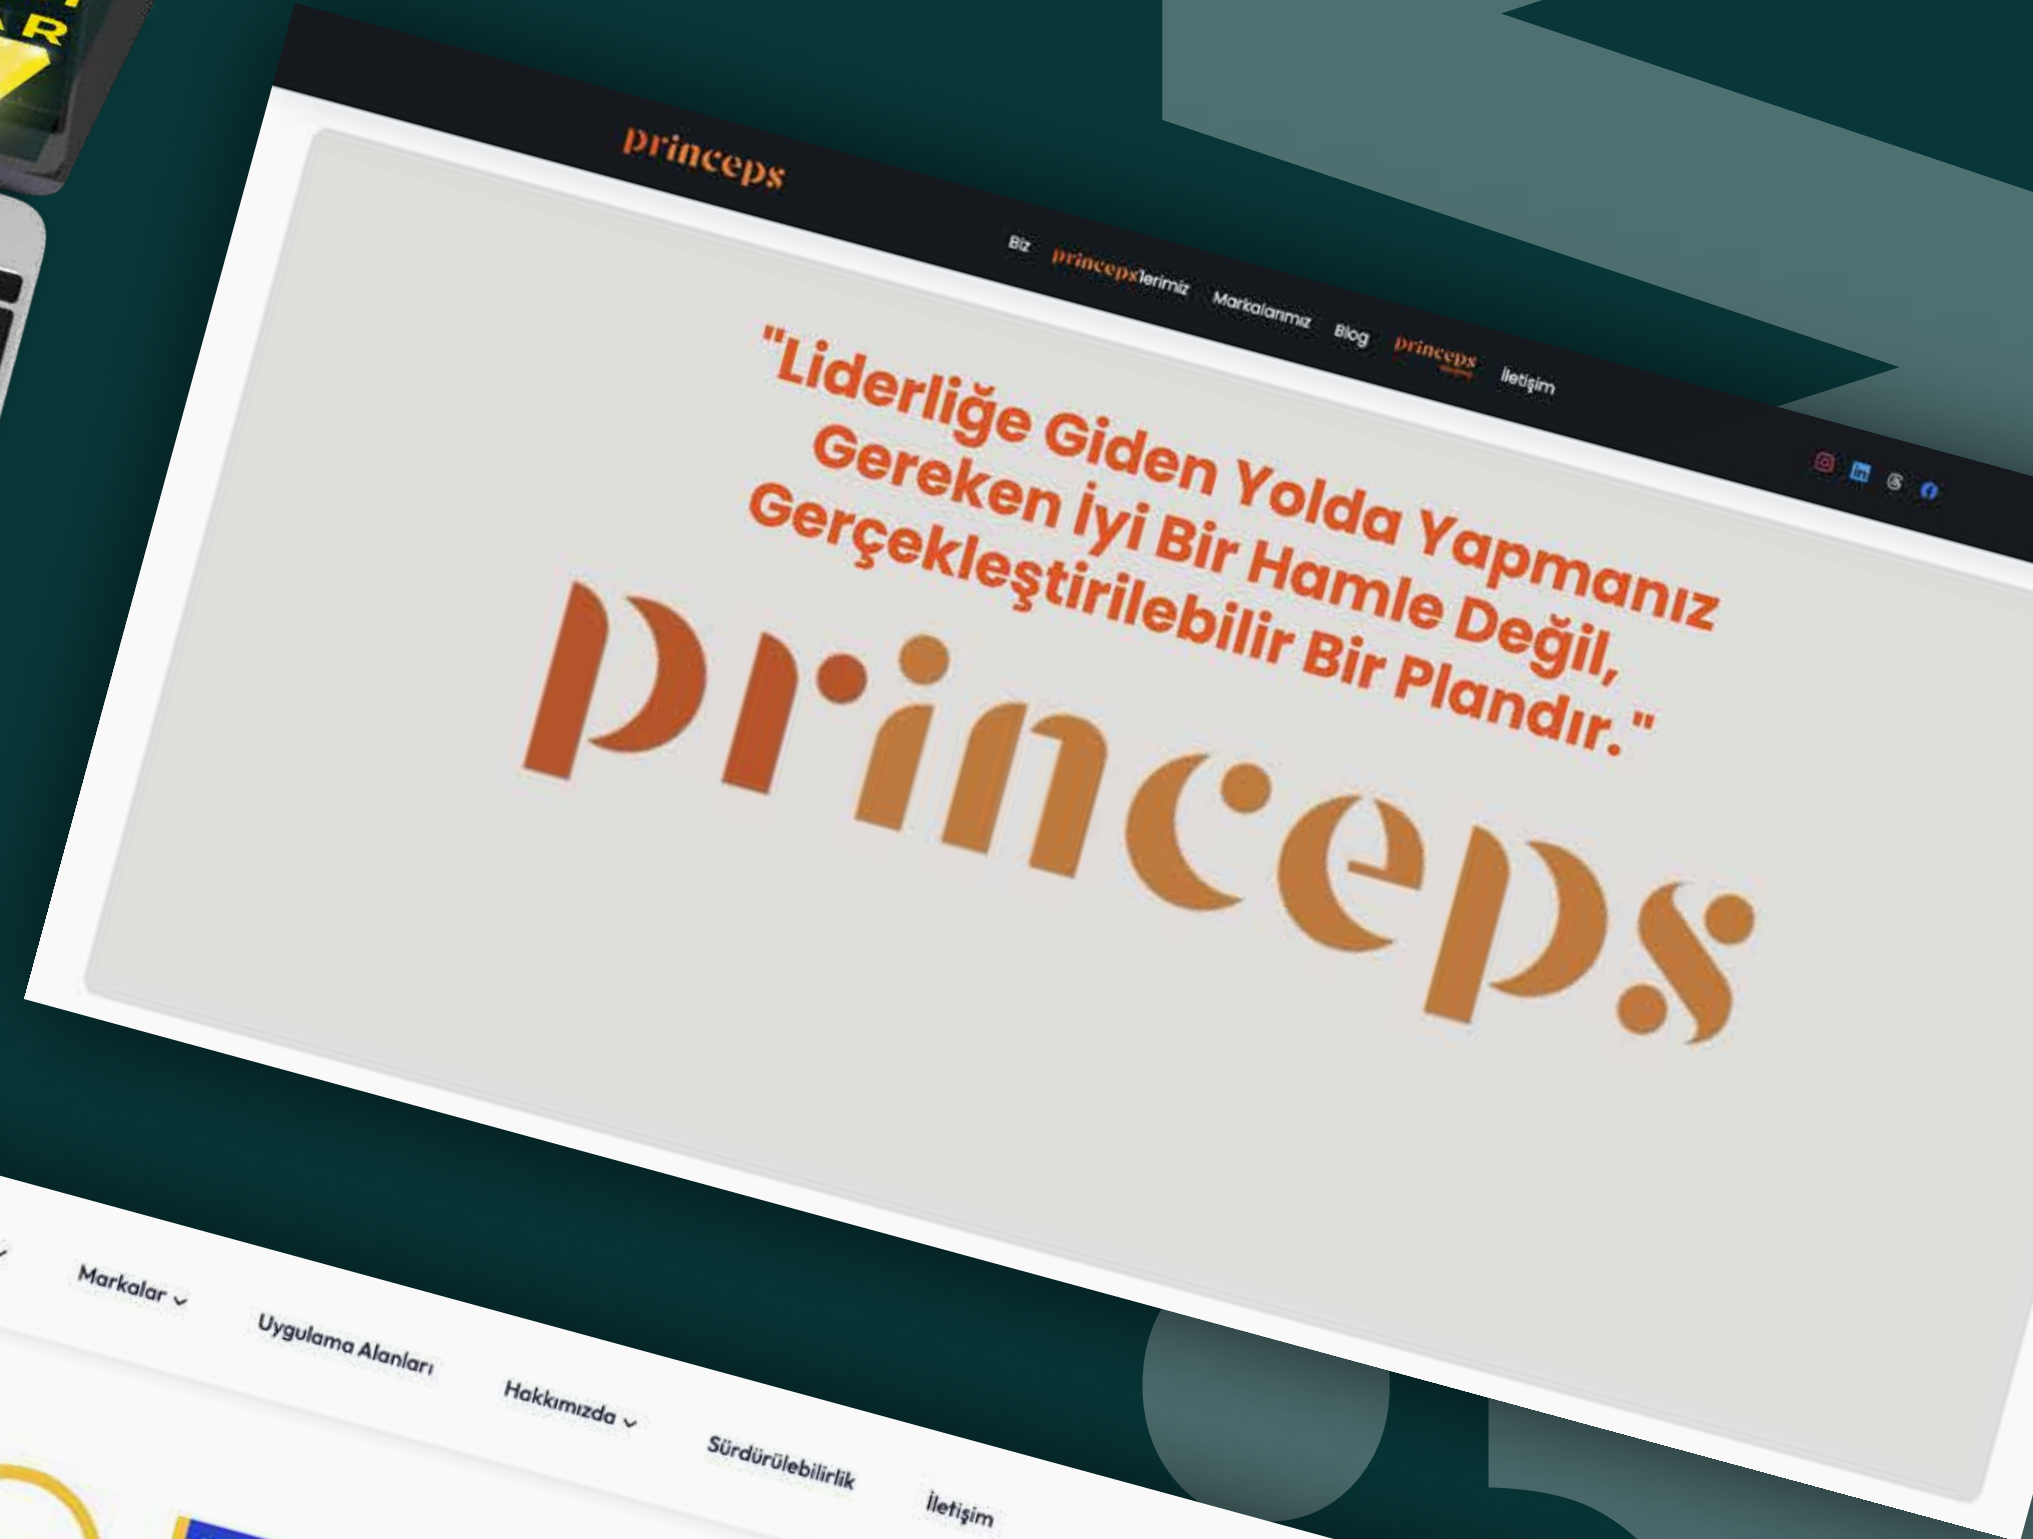 AR
princeps
Biz
princeps'lerimiz
Markalarımız
Blog
princeps
İletişim
"Liderliğe Giden Yolda Yapmanız
Gereken İyi Bir Hamle Değil,
Gerçekleştirilebilir Bir Plandır."
princeps
Markalar
Uygulama Alanları
Hakkımızda
Sürdürülebilirlik
İletişim